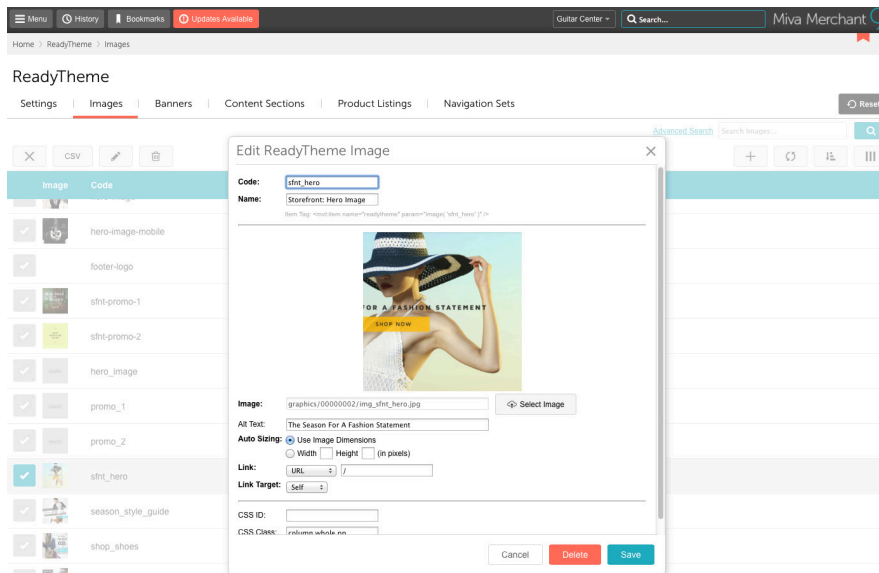 Menu History Bookmarks Updates Available Guitar Center Search... Miva Merchant
Home > ReadyTheme > Images
ReadyTheme
Settings Images Banners Content Sections Product Listings Navigation Sets Reset
Advanced Search Search Images...
CSV
Edit ReadyTheme Image
Image Code
Code: sfnt_hero
Name: Storefront: Hero Image
Item Tag: <mvt:item name="readytheme" param="image( 'sfnt_hero' )" />
hero-image-mobile
footer-logo
sfnt-promo-1
sfnt-promo-2
hero_image
promo_1
promo_2
sfnt_hero
season_style_guide
shop_shoes
FOR A FASHION STATEMENT
SHOP NOW
Image: graphics/00000002/img_sfnt_hero.jpg Select Image
Alt Text: The Season For A Fashion Statement
Auto Sizing: Use Image Dimensions
Width Height (in pixels)
Link: URL /
Link Target: Self
CSS ID:
CSS Class: column whole np
Cancel Delete Save